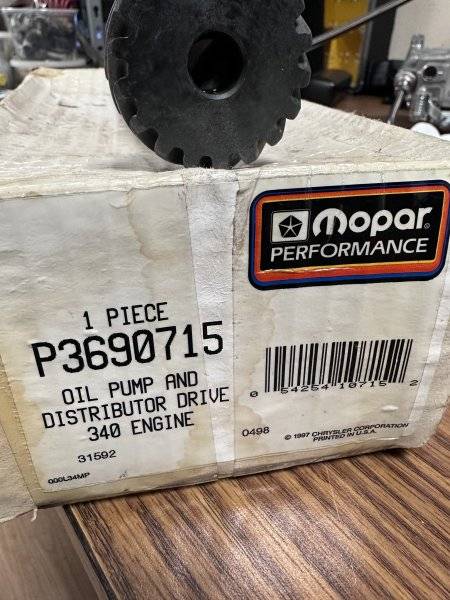 Mopar®
PERFORMANCE
1 PIECE
P3690715
OIL PUMP AND
DISTRIBUTOR DRIVE
340 ENGINE
31592
000L34MP
0 54254 10715 2
0498
© 1997 CHRYSLER CORPORATION
PRINTED IN U.S.A.